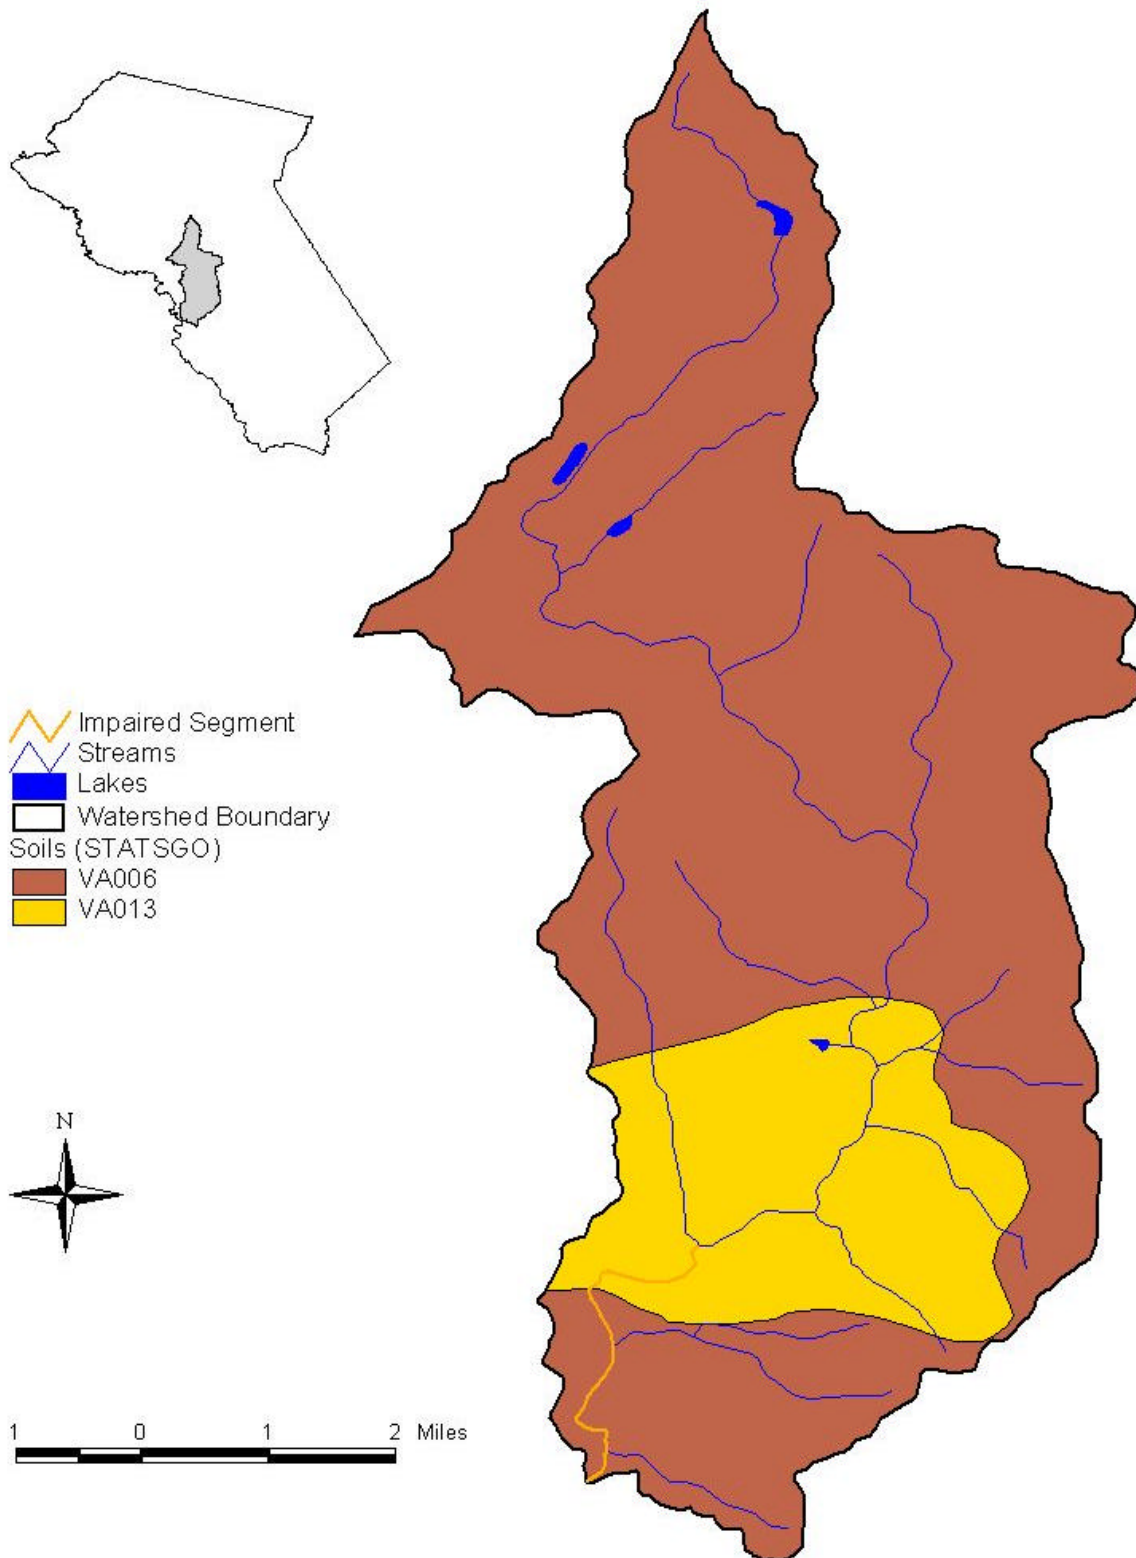 Impaired Segment
Streams
Lakes
Watershed Boundary
Soils (STATSGO)
VA006
VA013
N
1 0 1 2 Miles